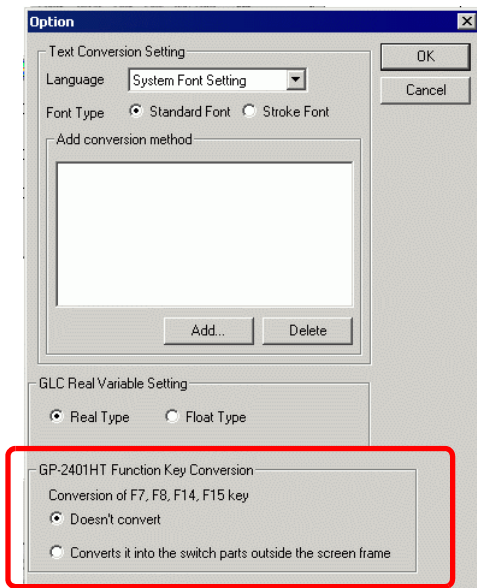 Option
Text Conversion Setting
OK
Language System Font Setting
Cancel
Font Type Standard Font Stroke Font
Add conversion method
Add... Delete
GLC Real Variable Setting
Real Type Float Type
GP-2401HT Function Key Conversion
Conversion of F7, F8, F14, F15 key
Doesn't convert
Converts it into the switch parts outside the screen frame